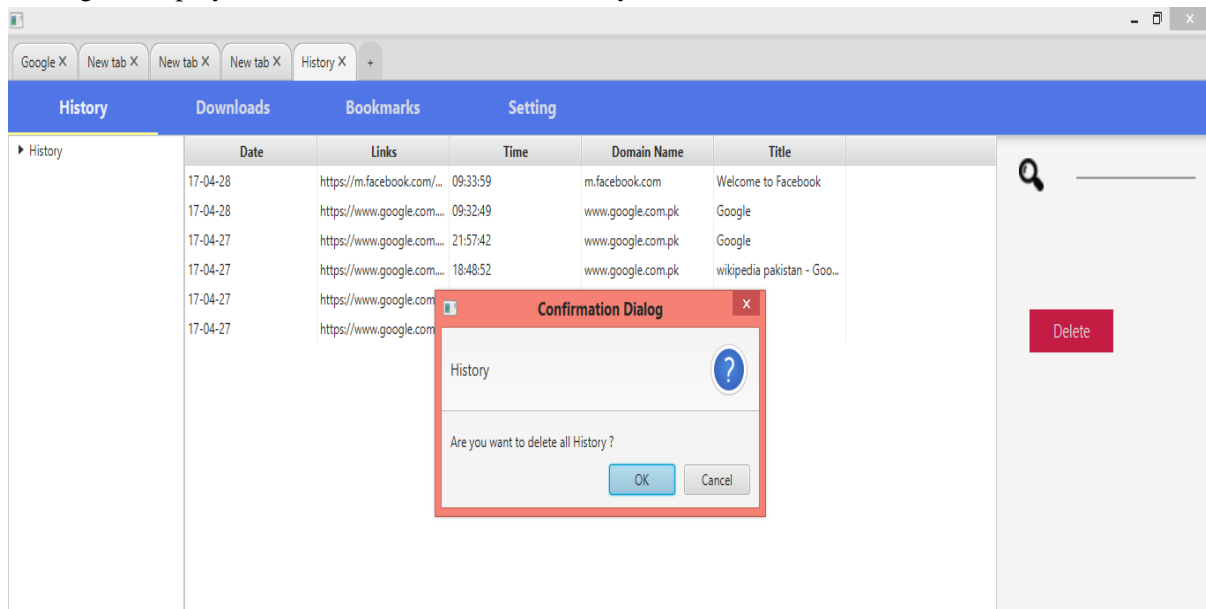 Google X New tab X New tab X New tab X History X +
History Downloads Bookmarks Setting
History
Date Links Time Domain Name Title
17-04-28 https://m.facebook.com/... 09:33:59 m.facebook.com Welcome to Facebook
17-04-28 https://www.google.com.... 09:32:49 www.google.com.pk Google
17-04-27 https://www.google.com.... 21:57:42 www.google.com.pk Google
17-04-27 https://www.google.com.... 18:48:52 www.google.com.pk wikipedia pakistan - Goo...
17-04-27 https://www.google.com
17-04-27 https://www.google.com
Delete
Confirmation Dialog
History
?
Are you want to delete all History ?
OK Cancel